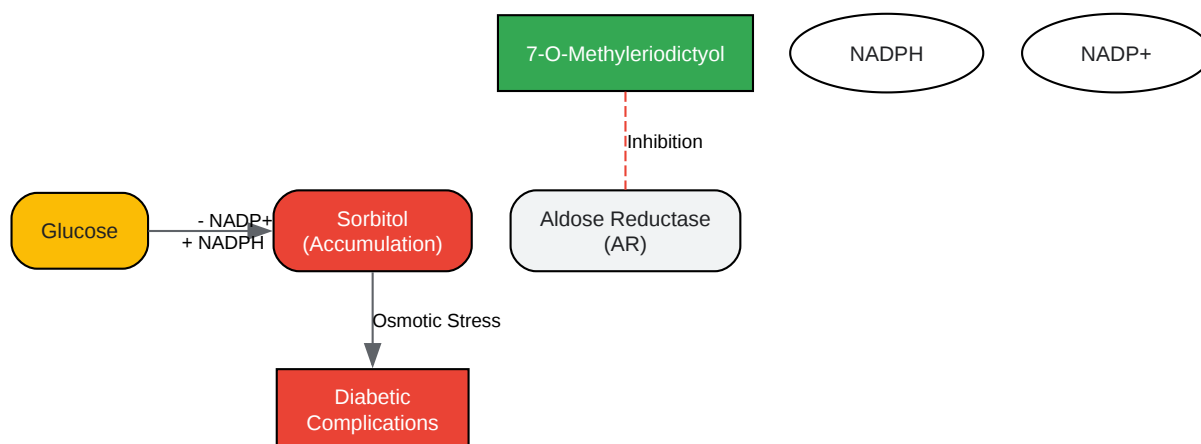 7-O-Methyleriodictyol
NADPH
NADP+
Inhibition
Glucose
- NADP+
+ NADPH
Sorbitol
(Accumulation)
Aldose Reductase
(AR)
Osmotic Stress
Diabetic
Complications